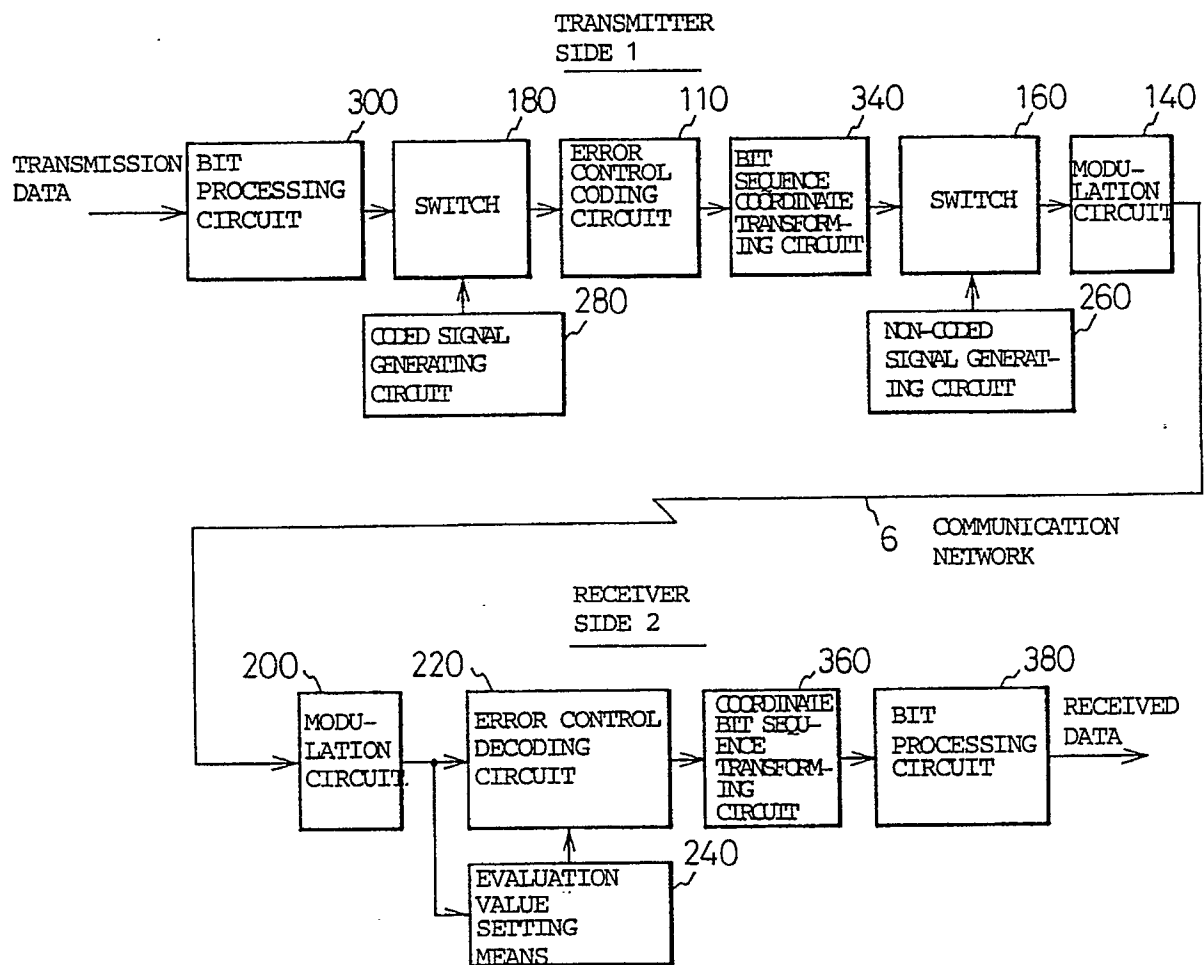 TRANSMITTER
SIDE 1
300
180
110
340
160
140
TRANSMISSION
DATA
BIT
PROCESSING
CIRCUIT
SWITCH
ERROR
CONTROL
CODING
CIRCUIT
BIT
SEQUENCE
COORDINATE
TRANSFORM-
ING CIRCUIT
SWITCH
MODU-
LATION
CIRCUIT
280
CODED SIGNAL
GENERATING
CIRCUIT
260
NON-CODED
SIGNAL GENERAT-
ING CIRCUIT
6
COMMUNICATION
NETWORK
RECEIVER
SIDE 2
200
220
360
380
MODU-
LATION
CIRCUIT
ERROR CONTROL
DECODING
CIRCUIT
COORDINATE
BIT SEQU-
ENCE
TRANSFORM-
ING
CIRCUIT
BIT
PROCESSING
CIRCUIT
RECEIVED
DATA
240
EVALUATION
VALUE
SETTING
MEANS